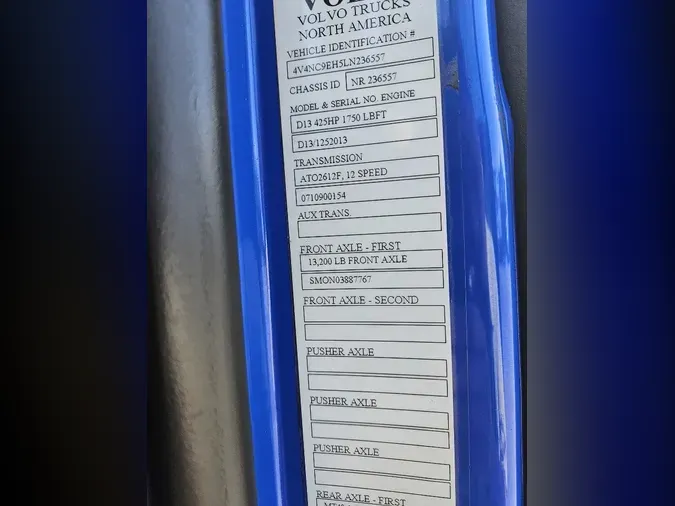 VOLVO TRUCKS
NORTH AMERICA
VEHICLE IDENTIFICATION #
4V4NC9EH5LN236557
CHASSIS ID NR 236557
MODEL & SERIAL NO. ENGINE
D13 425HP 1750 LBFT
D13/1252013
TRANSMISSION
ATO2612F, 12 SPEED
0710900154
AUX TRANS.
FRONT AXLE - FIRST
13,200 LB FRONT AXLE
SMON03887767
FRONT AXLE - SECOND
PUSHER AXLE
PUSHER AXLE
PUSHER AXLE
REAR AXLE - FIRST